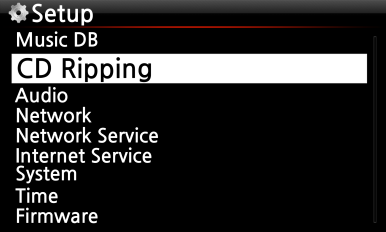 Setup
Music DB
CD Ripping
Audio
Network
Network Service
Internet Service
System
Time
Firmware